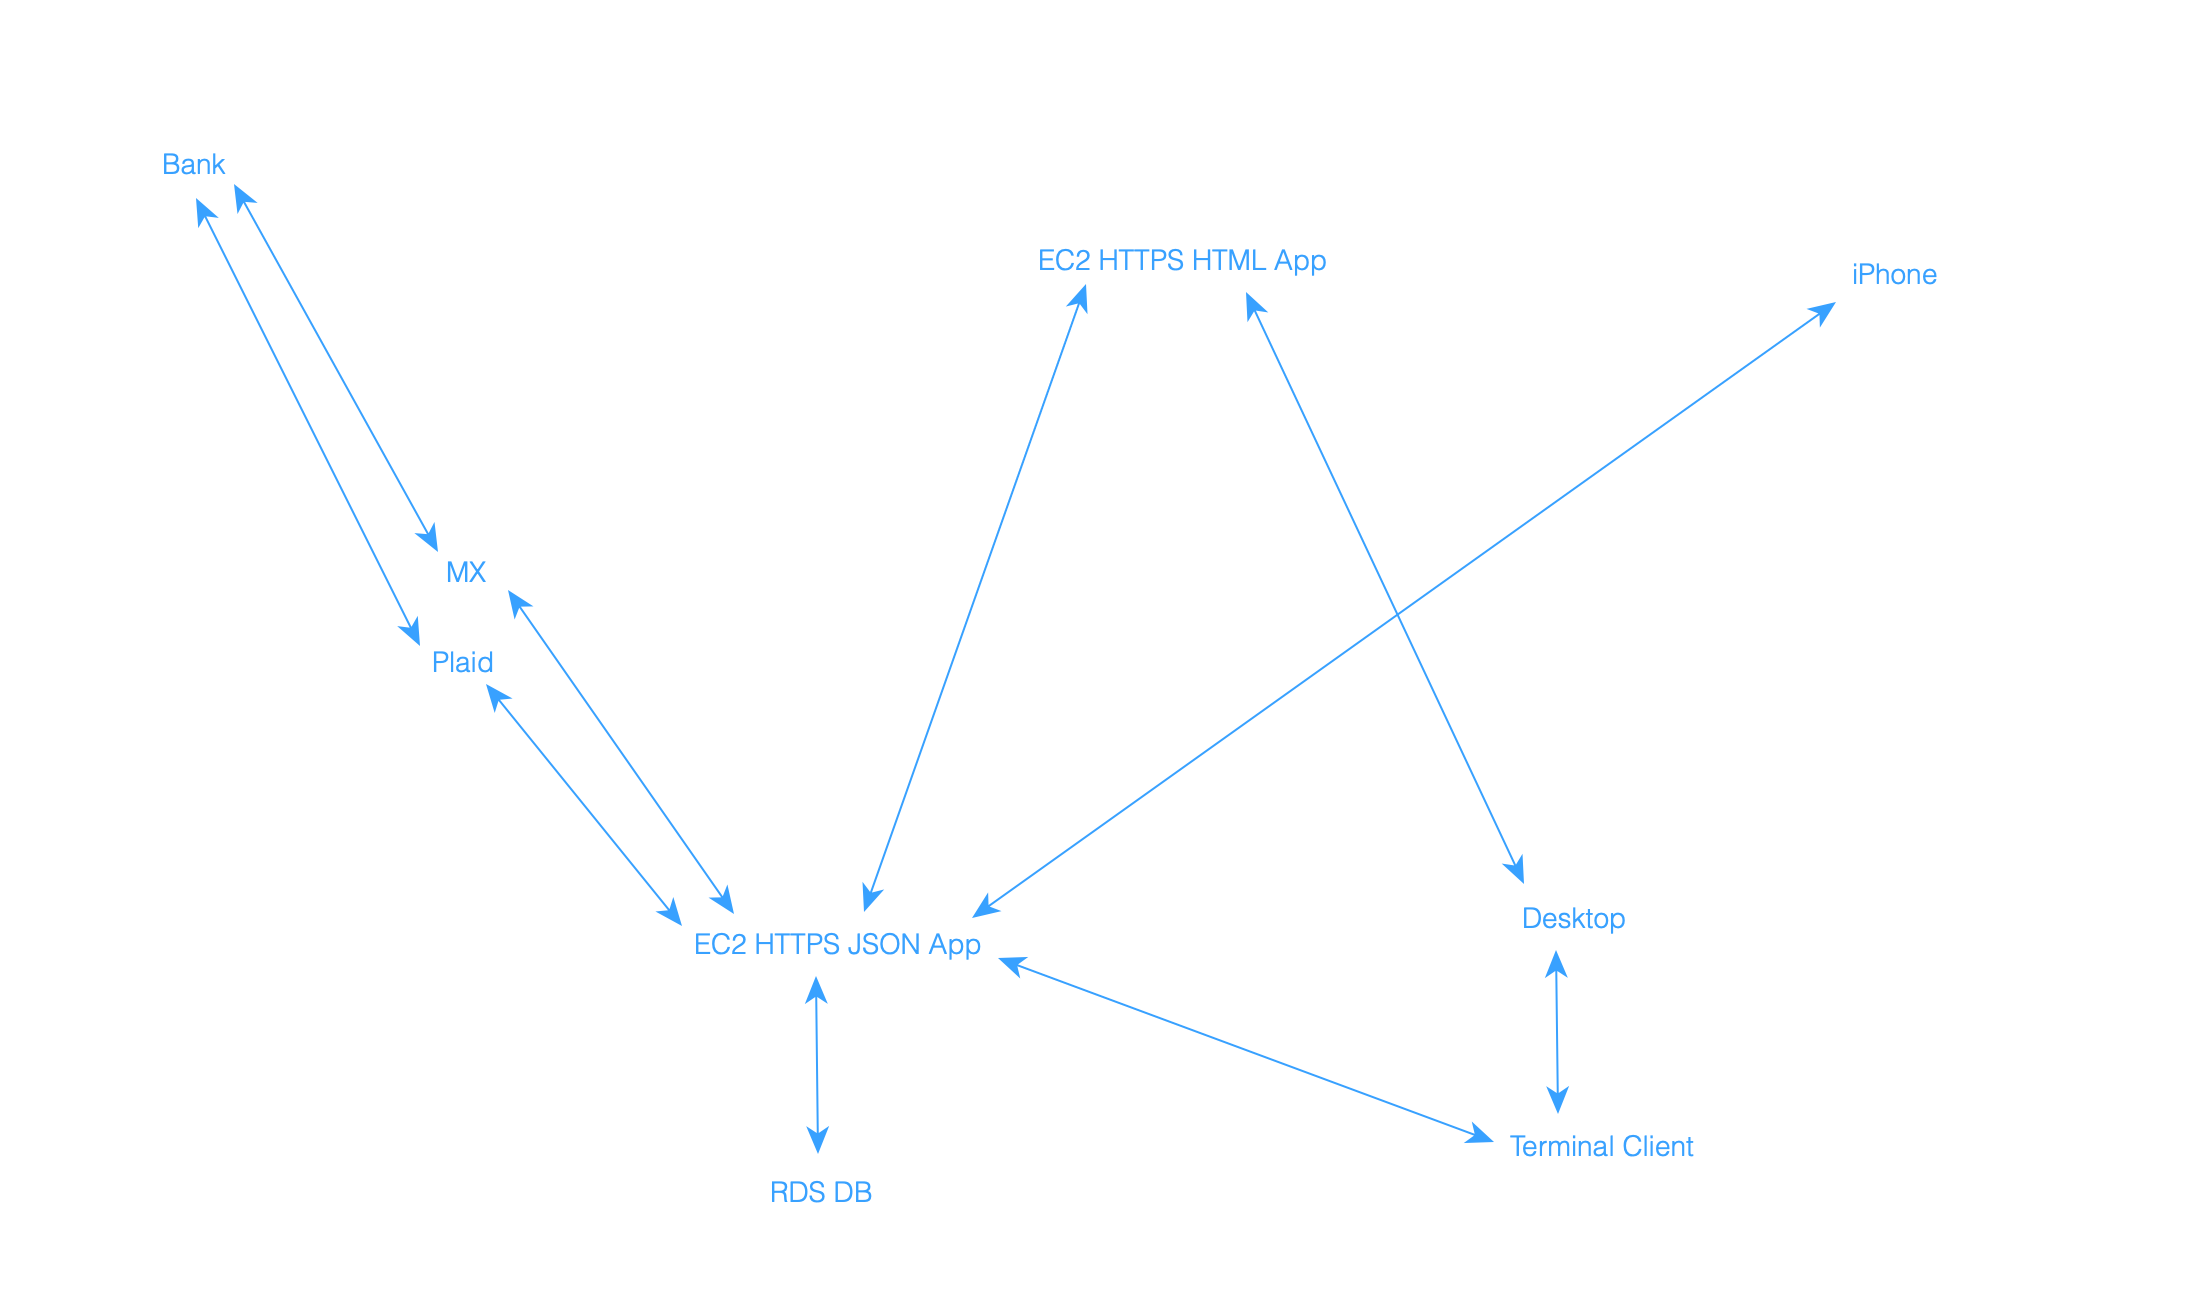 Bank
EC2 HTTPS HTML App
iPhone
MX
Plaid
Desktop
EC2 HTTPS JSON App
Terminal Client
RDS DB